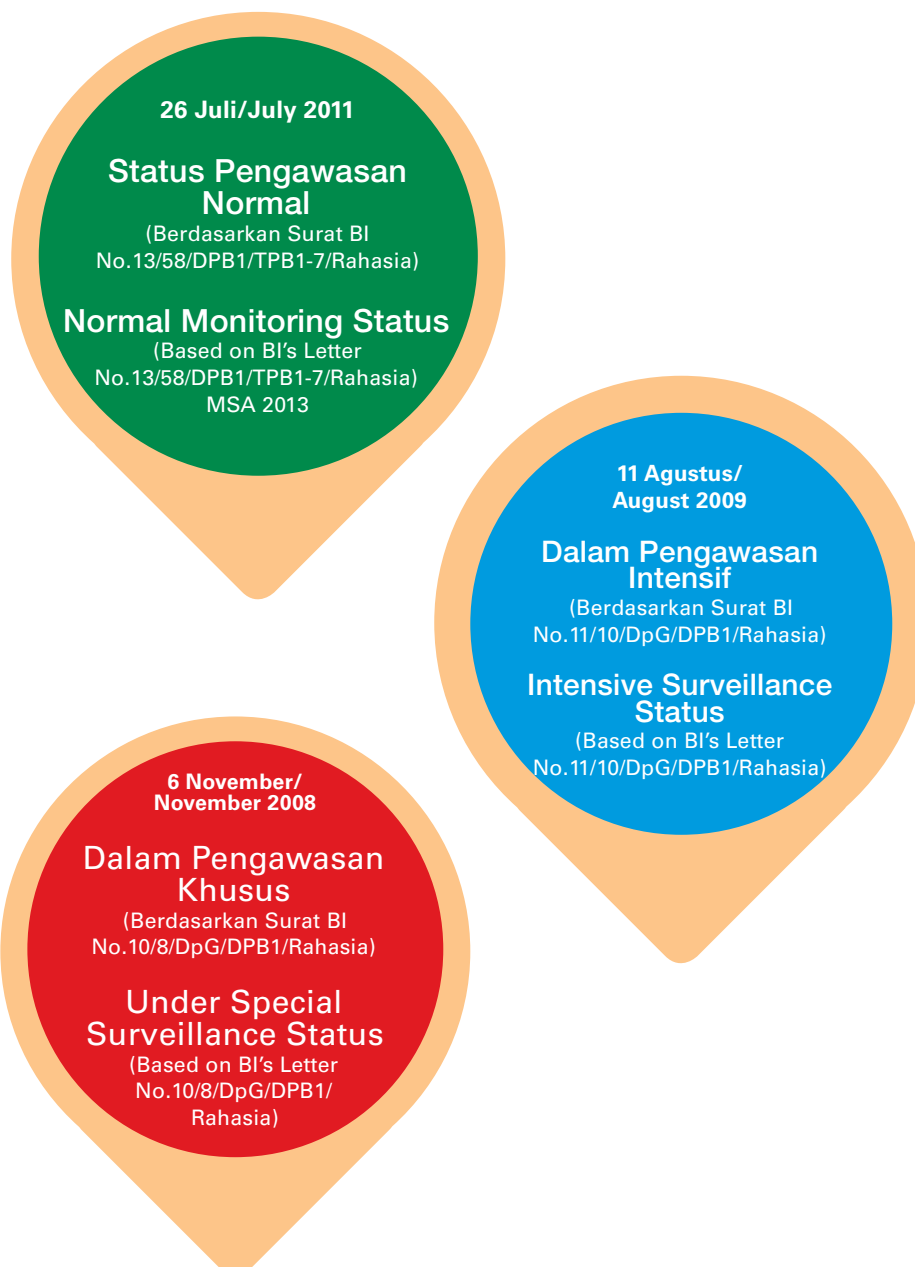 26 Juli/July 2011
Status Pengawasan
Normal
(Berdasarkan Surat BI
No.13/58/DPB1/TPB1-7/Rahasia)
Normal Monitoring Status
(Based on BI's Letter
No.13/58/DPB1/TPB1-7/Rahasia)
MSA 2013
11 Agustus/
August 2009
Dalam Pengawasan
Intensif
(Berdasarkan Surat BI
No.11/10/DpG/DPB1/Rahasia)
Intensive Surveillance
Status
(Based on BI's Letter
No.11/10/DpG/DPB1/Rahasia)
6 November/
November 2008
Dalam Pengawasan
Khusus
(Berdasarkan Surat BI
No.10/8/DpG/DPB1/Rahasia)
Under Special
Surveillance Status
(Based on BI's Letter
No.10/8/DpG/DPB1/
Rahasia)